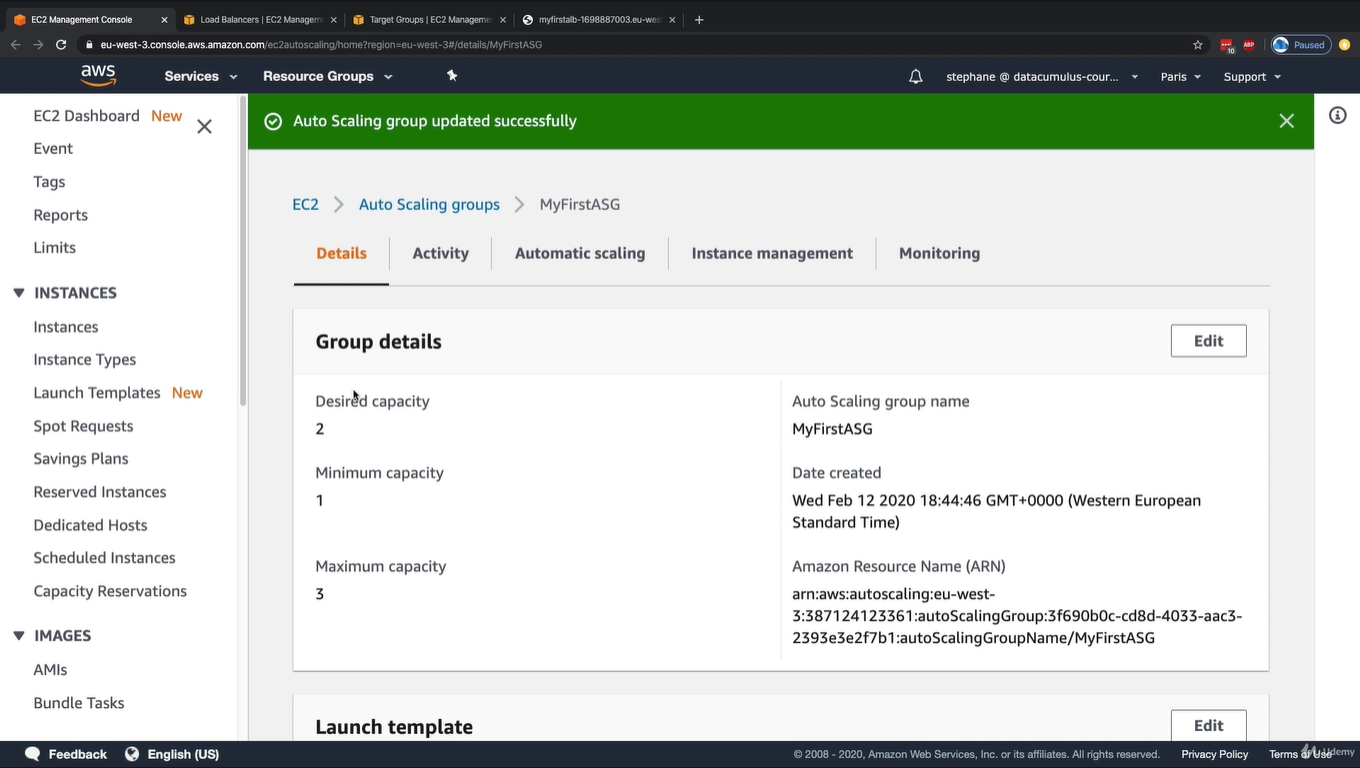 EC2 Management Console
Load Balancers | EC2 Managem
Target Groups | EC2 Managem
myfirstalb-1698887003.eu-wes
eu-west-3.console.aws.amazon.com/ec2autoscaling/home?region=eu-west-3#/details/MyFirstASG
10
ABP
Paused
aws
Services
Resource Groups
stephane @ datacumulus-cour...
Paris
Support
EC2 Dashboard New
Event
Tags
Reports
Limits
INSTANCES
Instances
Instance Types
Launch Templates New
Spot Requests
Savings Plans
Reserved Instances
Dedicated Hosts
Scheduled Instances
Capacity Reservations
IMAGES
AMIs
Bundle Tasks
Auto Scaling group updated successfully
EC2 > Auto Scaling groups > MyFirstASG
Details
Activity
Automatic scaling
Instance management
Monitoring
Group details
Edit
Desired capacity
2
Minimum capacity
1
Maximum capacity
3
Auto Scaling group name
MyFirstASG
Date created
Wed Feb 12 2020 18:44:46 GMT+0000 (Western European
Standard Time)
Amazon Resource Name (ARN)
arn:aws:autoscaling:eu-west-
3:387124123361:autoScalingGroup:3f690b0c-cd8d-4033-aac3-
2393e3e2f7b1:autoScalingGroupName/MyFirstASG
Launch template
Edit
Feedback
English (US)
© 2008 - 2020, Amazon Web Services, Inc. or its affiliates. All rights reserved.
Privacy Policy
Terms of Use
Udemy